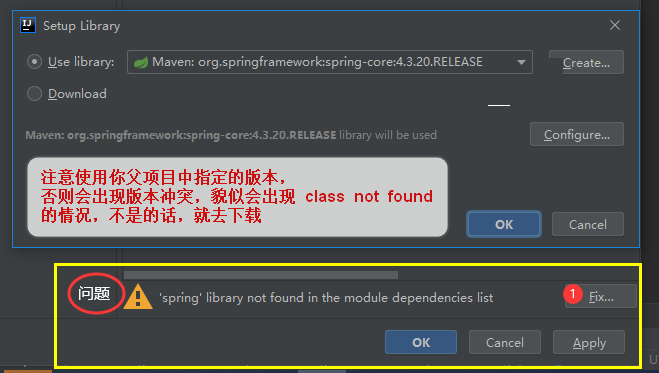 Setup Library
Use library:
Maven: org.springframework:spring-core:4.3.20.RELEASE
Create...
Download
Maven: org.springframework:spring-core:4.3.20.RELEASE library will be used
Configure...
注意使用你父项目中指定的版本，
否则会出现版本冲突，貌似会出现 class not found
的情况，不是的话，就去下载
OK
Cancel
问题
'spring' library not found in the module dependencies list
1
Fix...
OK
Cancel
Apply